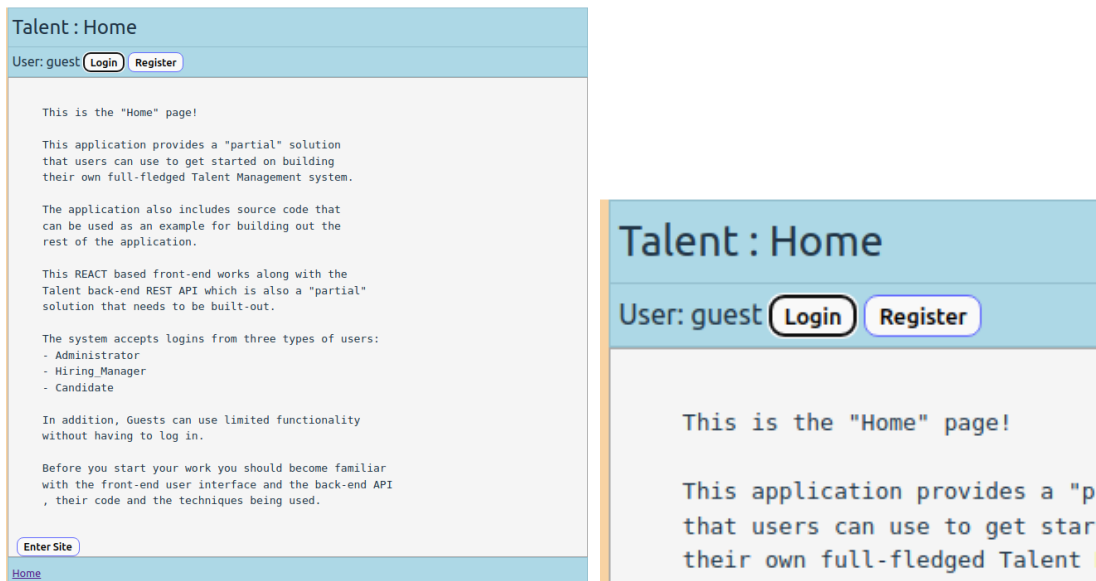 Talent : Home
User: guest Login Register
This is the "Home" page!
This application provides a "partial" solution
that users can use to get started on building
their own full-fledged Talent Management system.
The application also includes source code that
can be used as an example for building out the
rest of the application.
This REACT based front-end works along with the
Talent back-end REST API which is also a "partial"
solution that needs to be built-out.
The system accepts logins from three types of users:
- Administrator
- Hiring_Manager
- Candidate
In addition, Guests can use limited functionality
without having to log in.
Before you start your work you should become familiar
with the front-end user interface and the back-end API
, their code and the techniques being used.
Enter Site
Home
Talent : Home
User: guest Login Register
This is the "Home" page!
This application provides a "p
that users can use to get star
their own full-fledged Talent